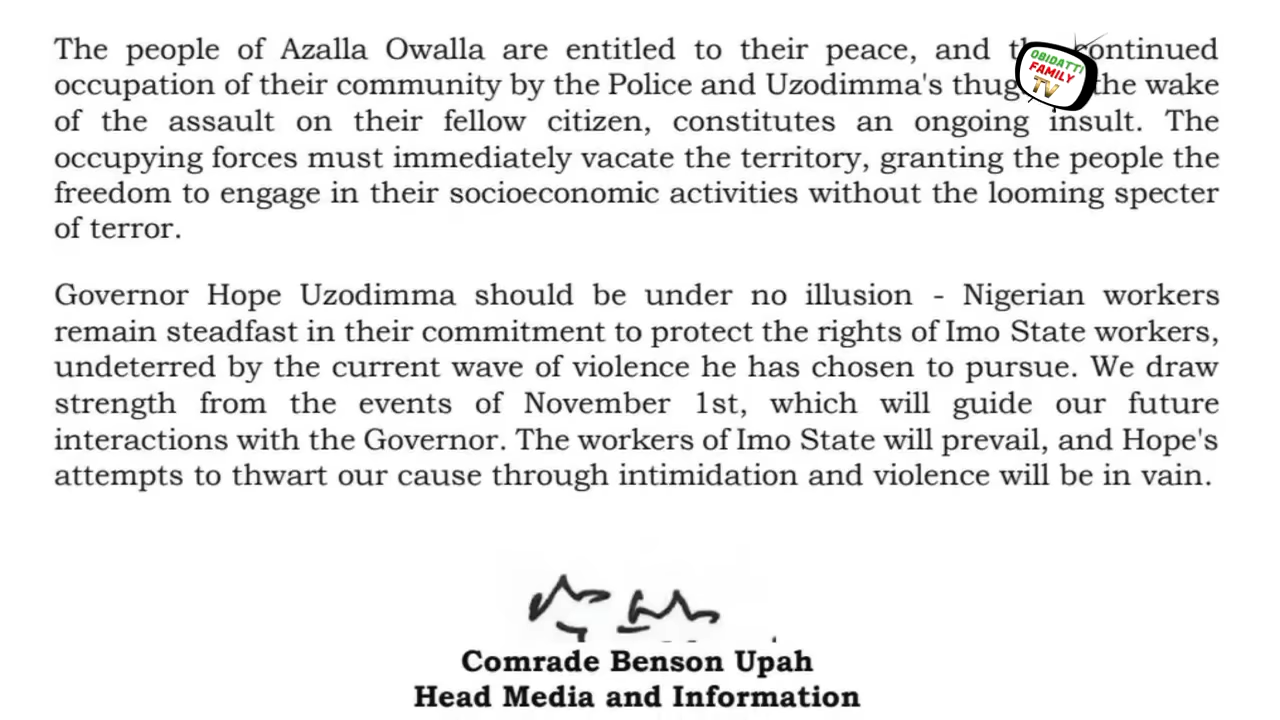 The people of Azalla Owalla are entitled to their peace, and continued
occupation of their community by the Police and Uzodimma's the wake
of the assault on their fellow citizen, constitutes an ongoing insult. The
occupying forces must immediately vacate the territory, granting the people the
freedom to engage in their socioeconomic activities without the looming specter
of terror.
Governor Hope Uzodimma should be under no illusion - Nigerian workers
remain steadfast in their commitment to protect the rights of Imo State workers,
undeterred by the current wave of violence he has chosen to pursue. We draw
strength from the events of November 1st, which will guide our future
interactions with the Governor. The workers of Imo State will prevail, and Hope's
attempts to thwart our cause through intimidation and violence will be in vain.
Comrade Benson Upah
Head Media and Information
OBIDATTI
FAMILY
TV